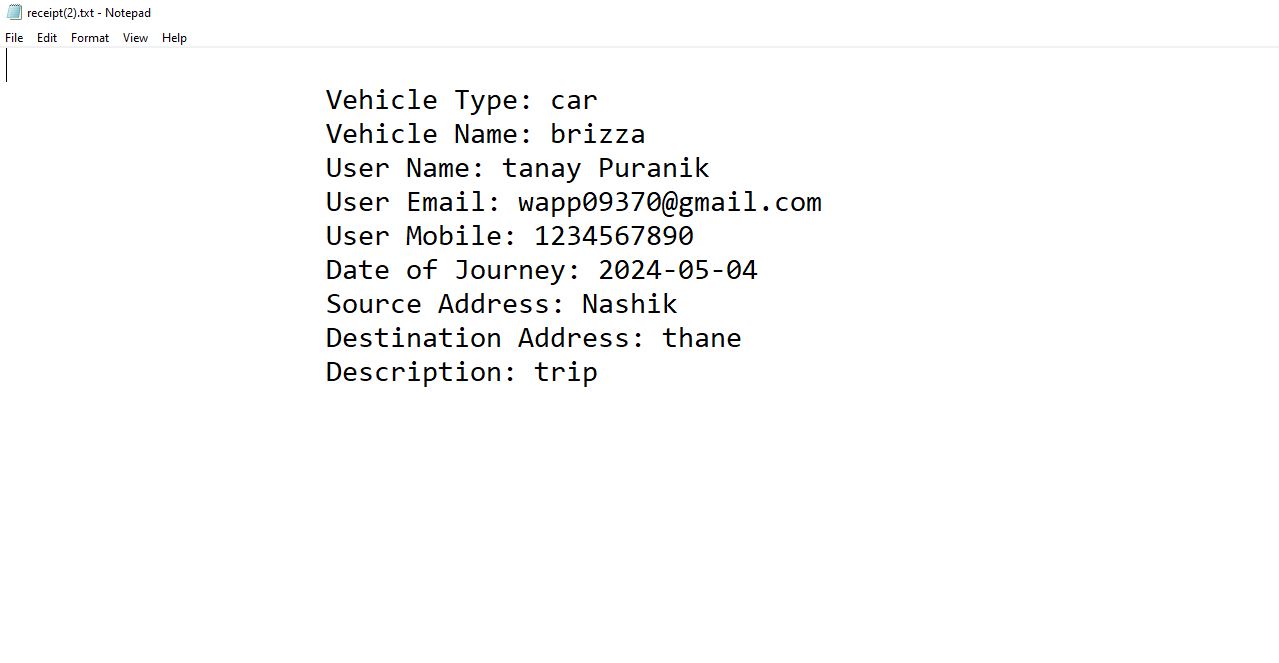 receipt(2).txt - Notepad
File Edit Format View Help
Vehicle Type: car
Vehicle Name: brizza
User Name: tanay Puranik
User Email: wapp09370@gmail.com
User Mobile: 1234567890
Date of Journey: 2024-05-04
Source Address: Nashik
Destination Address: thane
Description: trip